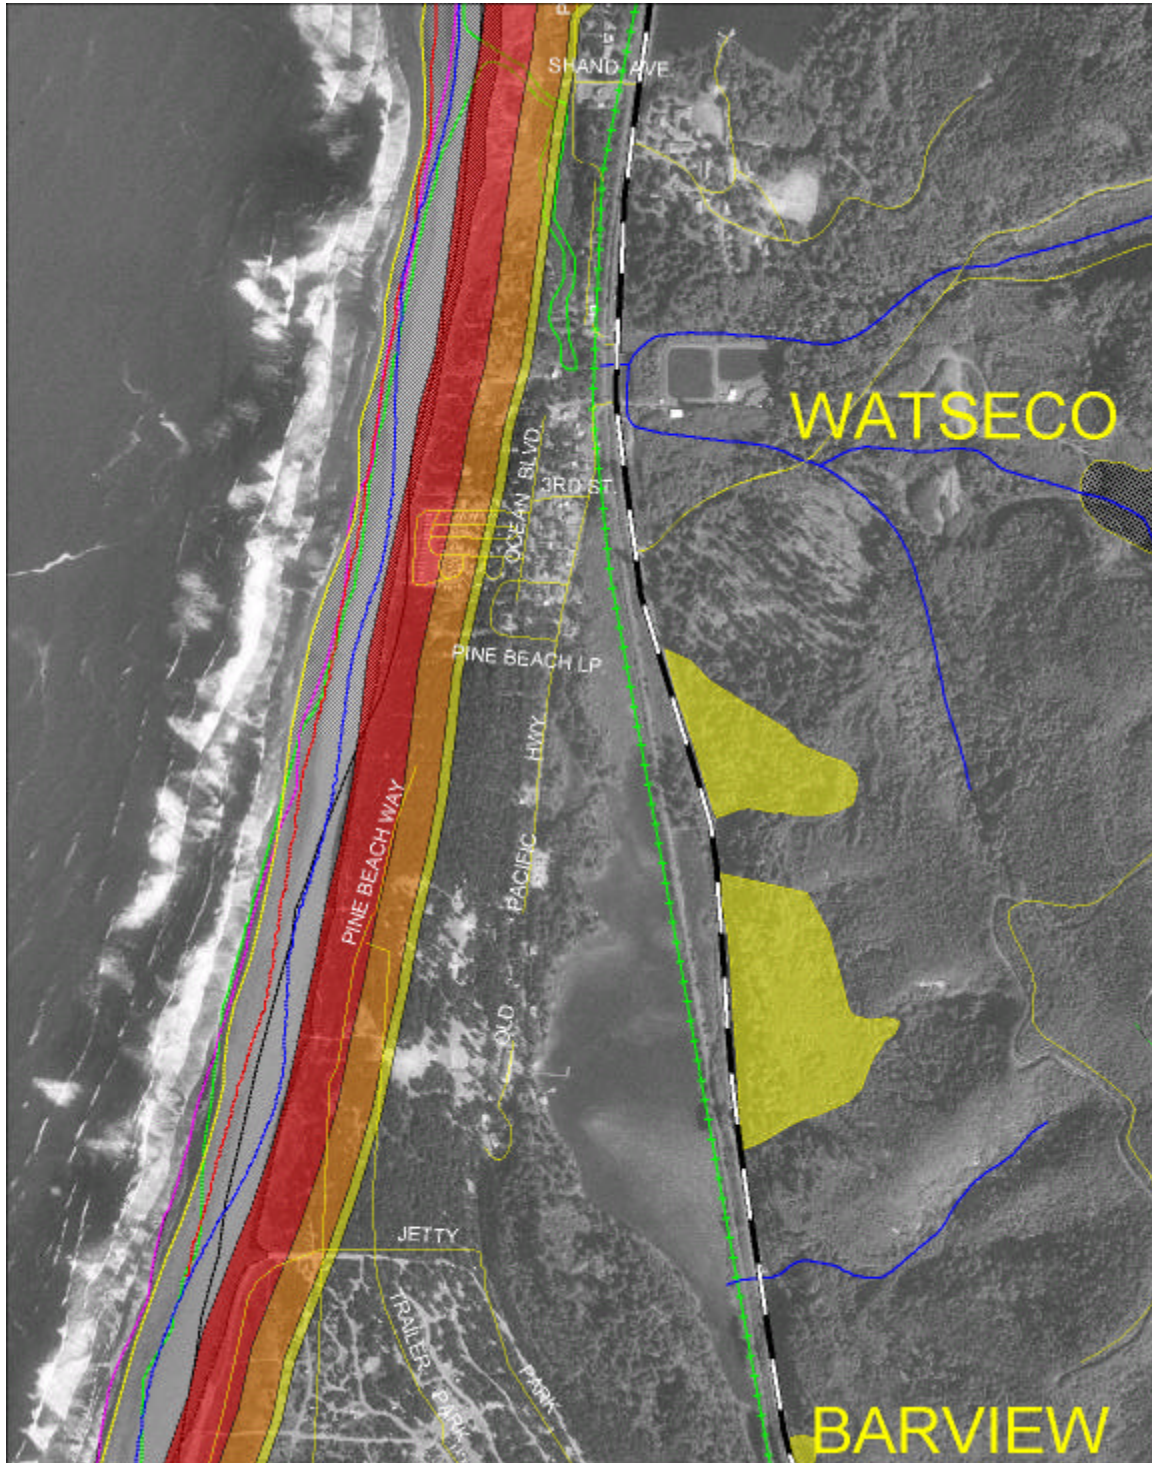 P
SHAND AVE.
WATSECO
OCEAN BLVD
3RD ST.
PINE BEACH LP
PINE BEACH WAY
OLD PACIFIC HWY
JETTY
TRAILER PARK
PARK
BARVIEW